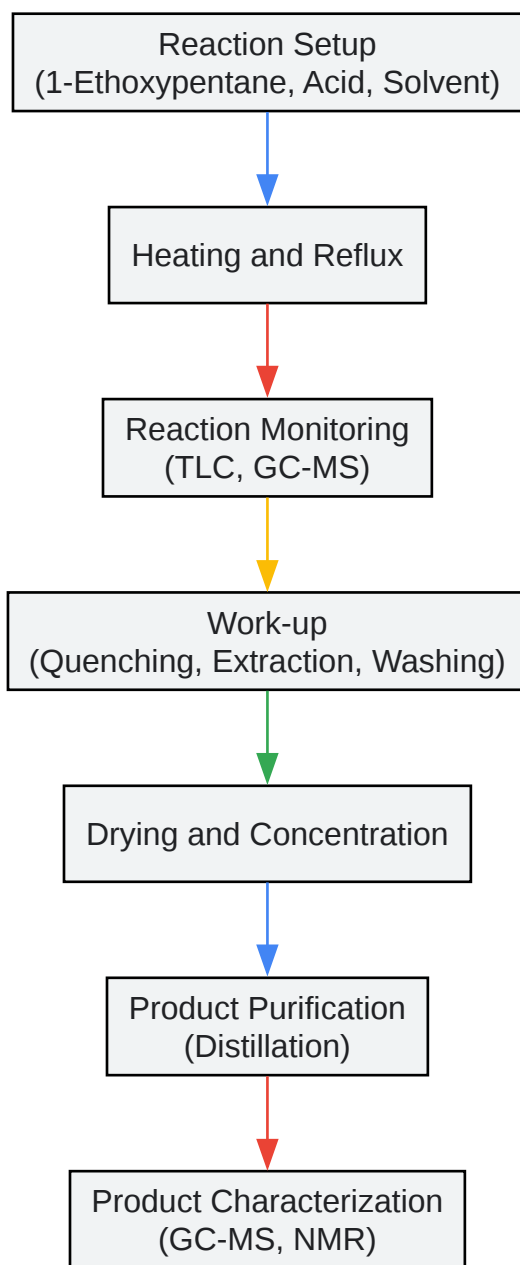 Reaction Setup
(1-Ethoxypentane, Acid, Solvent)
Heating and Reflux
Reaction Monitoring
(TLC, GC-MS)
Work-up
(Quenching, Extraction, Washing)
Drying and Concentration
Product Purification
(Distillation)
Product Characterization
(GC-MS, NMR)